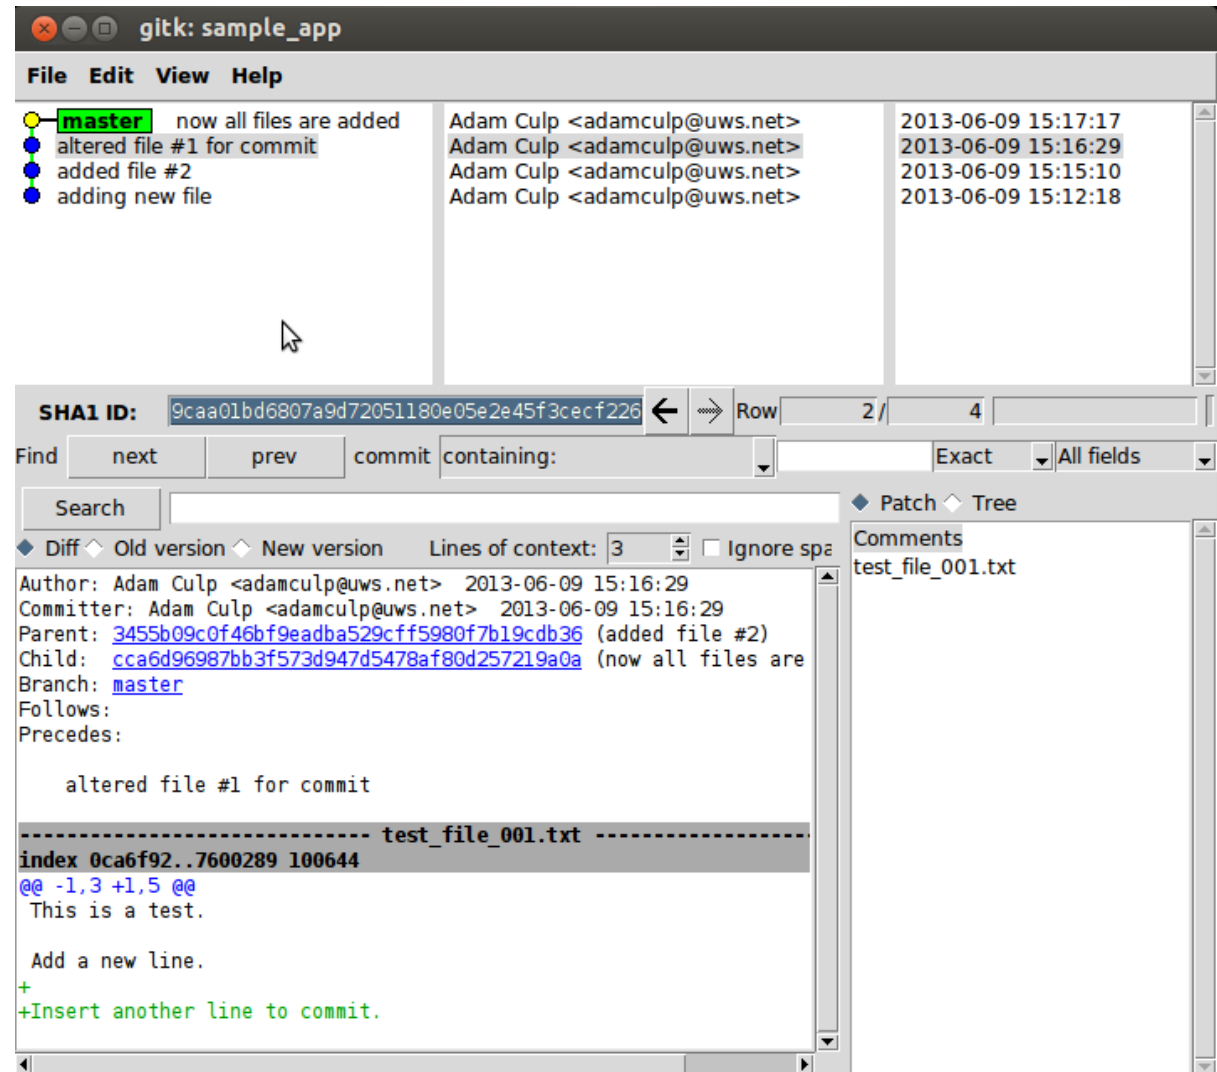 gitk: sample_app
File Edit View Help
master now all files are added Adam Culp <adamculp@uws.net> 2013-06-09 15:17:17
altered file #1 for commit Adam Culp <adamculp@uws.net> 2013-06-09 15:16:29
added file #2 Adam Culp <adamculp@uws.net> 2013-06-09 15:15:10
adding new file Adam Culp <adamculp@uws.net> 2013-06-09 15:12:18
SHA1 ID: 9caa01bd6807a9d72051180e05e2e45f3cecf226 Row 2 / 4
Find next prev commit containing: Exact All fields
Search Patch Tree
Diff Old version New version Lines of context: 3 Ignore spa
Comments
test_file_001.txt
Author: Adam Culp <adamculp@uws.net> 2013-06-09 15:16:29
Committer: Adam Culp <adamculp@uws.net> 2013-06-09 15:16:29
Parent: 3455b09c0f46bf9eadba529cff5980f7b19cdb36 (added file #2)
Child: cca6d96987bb3f573d947d5478af80d257219a0a (now all files are
Branch: master
Follows:
Precedes:
altered file #1 for commit
------------------------------ test_file_001.txt ------------------
index 0ca6f92..7600289 100644
@@ -1,3 +1,5 @@
This is a test.
Add a new line.
+
+Insert another line to commit.